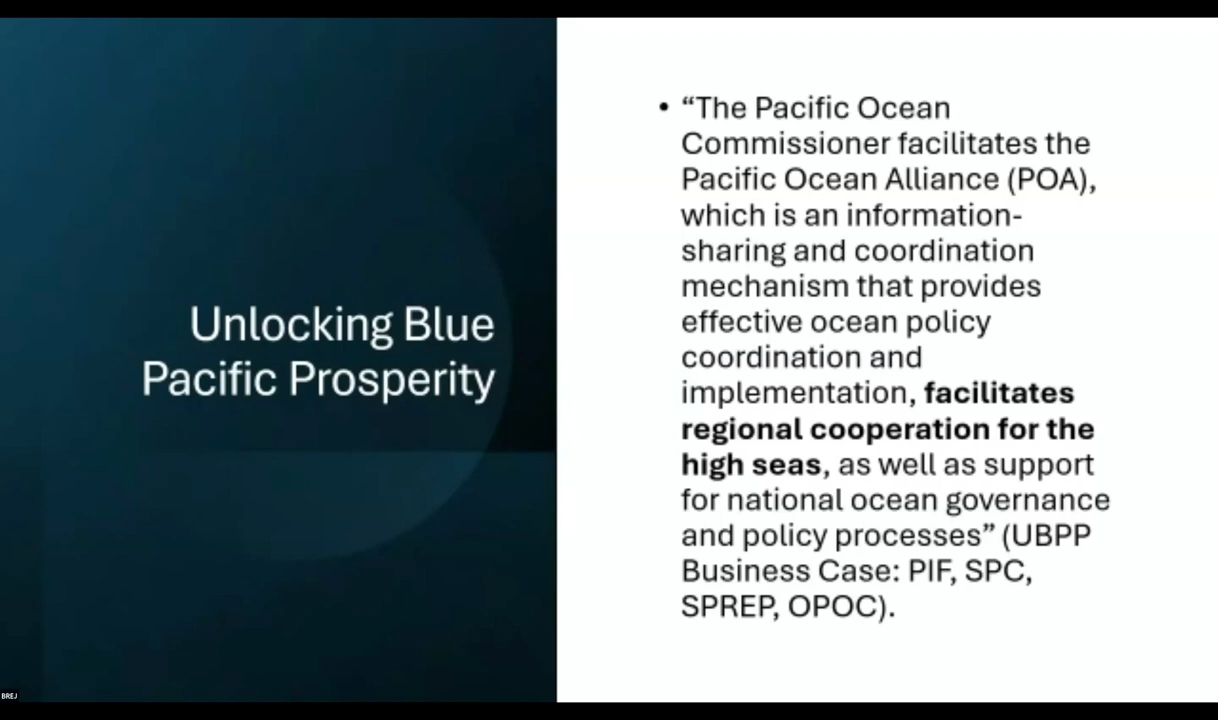 Unlocking Blue
Pacific Prosperity
• “The Pacific Ocean
Commissioner facilitates the
Pacific Ocean Alliance (POA),
which is an information-
sharing and coordination
mechanism that provides
effective ocean policy
coordination and
implementation, facilitates
regional cooperation for the
high seas, as well as support
for national ocean governance
and policy processes” (UBPP
Business Case: PIF, SPC,
SPREP, OPOC).
BREJ